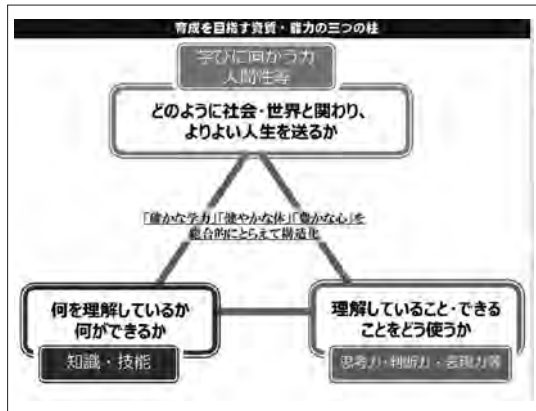 育成を目指す資質・能力の三つの柱
学びに向かう力
人間性等
どのように社会・世界と関わり、
よりよい人生を送るか
「確かな学力」「健やかな体」「豊かな心」を
総合的にとらえて構造化
何を理解しているか
何ができるか
知識・技能
理解していること・できる
ことをどう使うか
思考力・判断力・表現力等